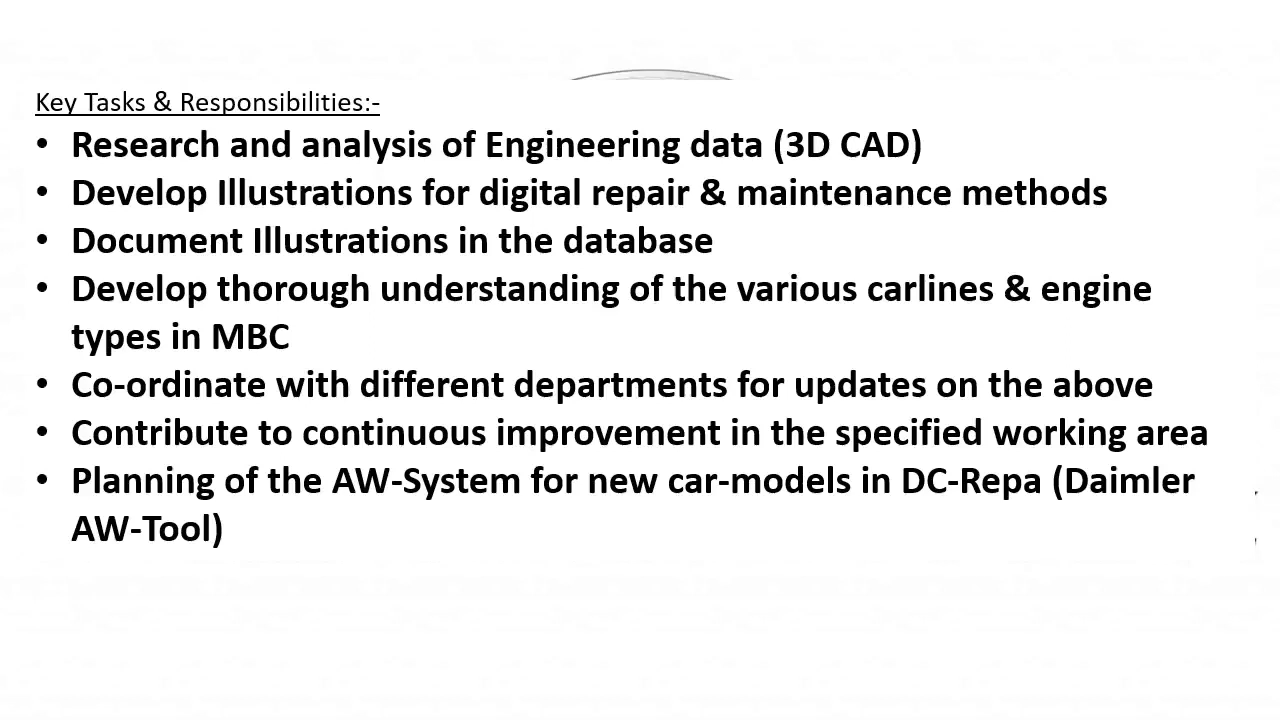 Key Tasks & Responsibilities:-
• Research and analysis of Engineering data (3D CAD)
• Develop Illustrations for digital repair & maintenance methods
• Document Illustrations in the database
• Develop thorough understanding of the various carlines & engine
types in MBC
• Co-ordinate with different departments for updates on the above
• Contribute to continuous improvement in the specified working area
• Planning of the AW-System for new car-models in DC-Repa (Daimler
AW-Tool)